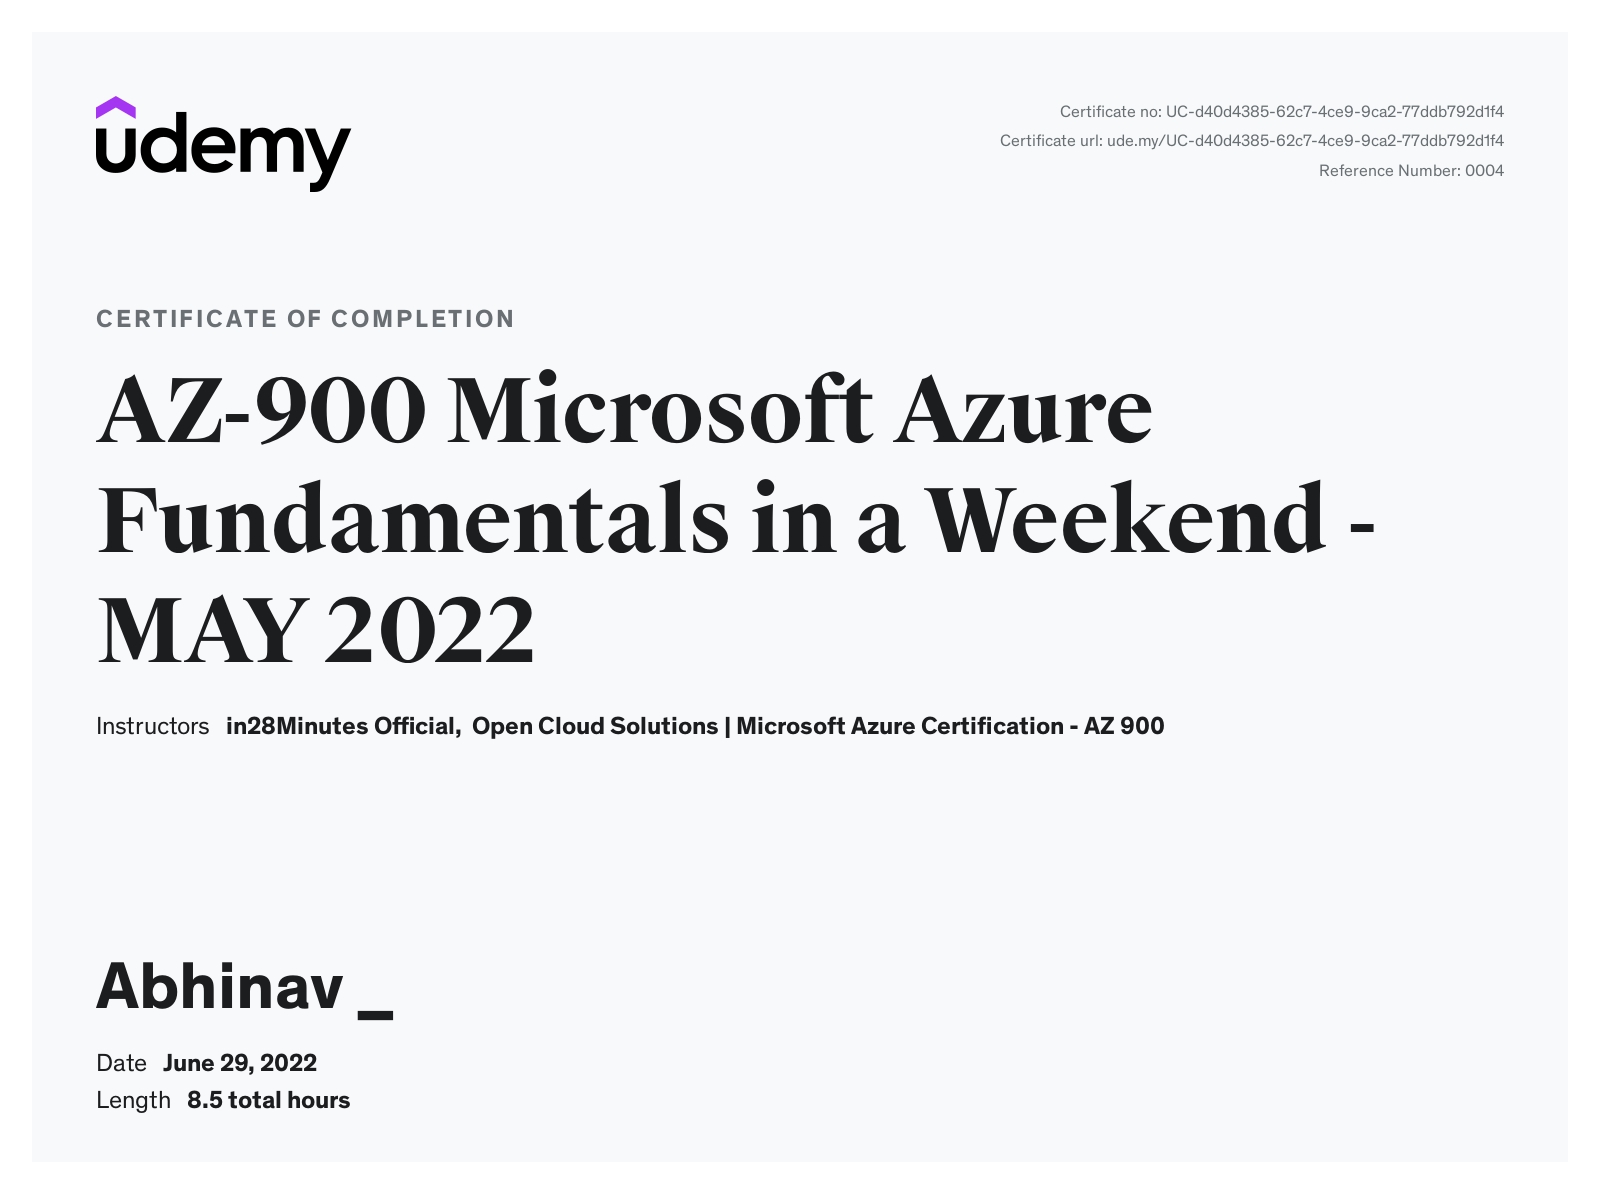 udemy
Certificate no: UC-d40d4385-62c7-4ce9-9ca2-77ddb792d1f4
Certificate url: ude.my/UC-d40d4385-62c7-4ce9-9ca2-77ddb792d1f4
Reference Number: 0004
CERTIFICATE OF COMPLETION
AZ-900 Microsoft Azure
Fundamentals in a Weekend -
MAY 2022
Instructors in28Minutes Official, Open Cloud Solutions | Microsoft Azure Certification - AZ 900
Abhinav _
Date June 29, 2022
Length 8.5 total hours